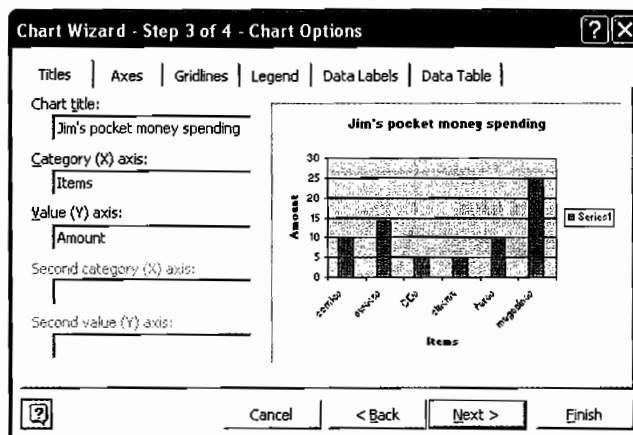 Chart Wizard - Step 3 of 4 - Chart Options
Titles Axes Gridlines Legend Data Labels Data Table
Chart title:
Jim's pocket money spending
Category (X) axis:
Items
Value (Y) axis:
Amount
Second category (X) axis:
Second value (Y) axis:
Jim's pocket money spending
30
25
20
15
10
5
0
Amount
comics
CDs
Items
Series1
Cancel < Back Next > Finish